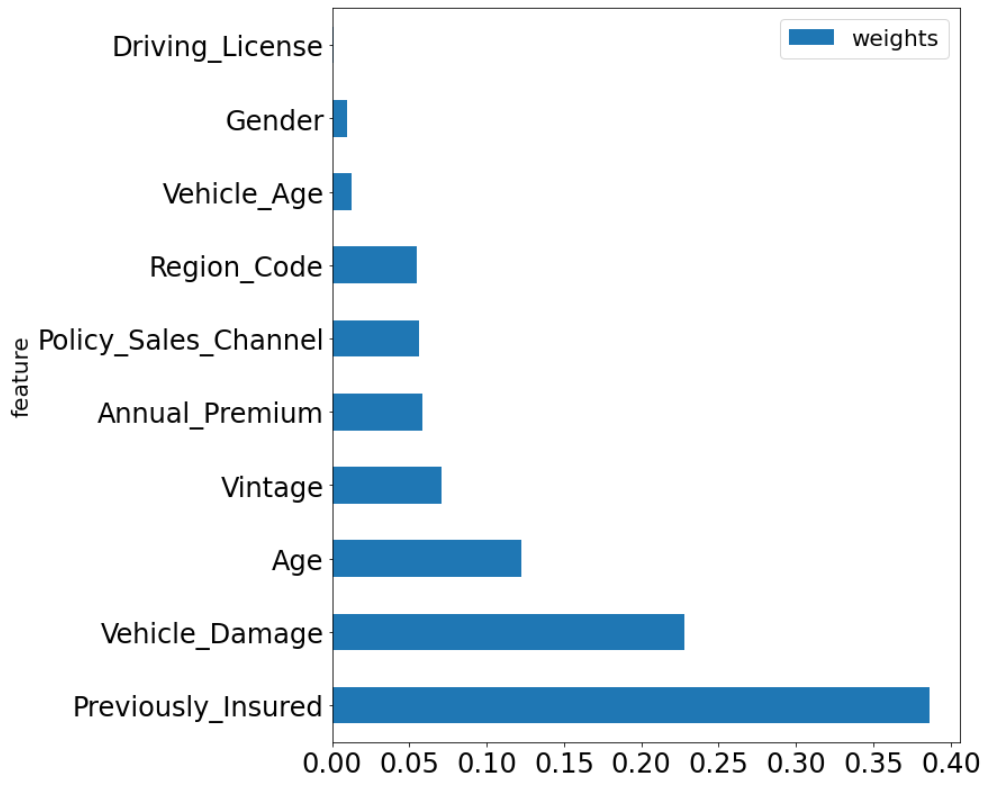 weights
Driving_License
Gender
Vehicle_Age
Region_Code
Policy_Sales_Channel
Annual_Premium
Vintage
Age
Vehicle_Damage
Previously_Insured
feature
0.00 0.05 0.10 0.15 0.20 0.25 0.30 0.35 0.40